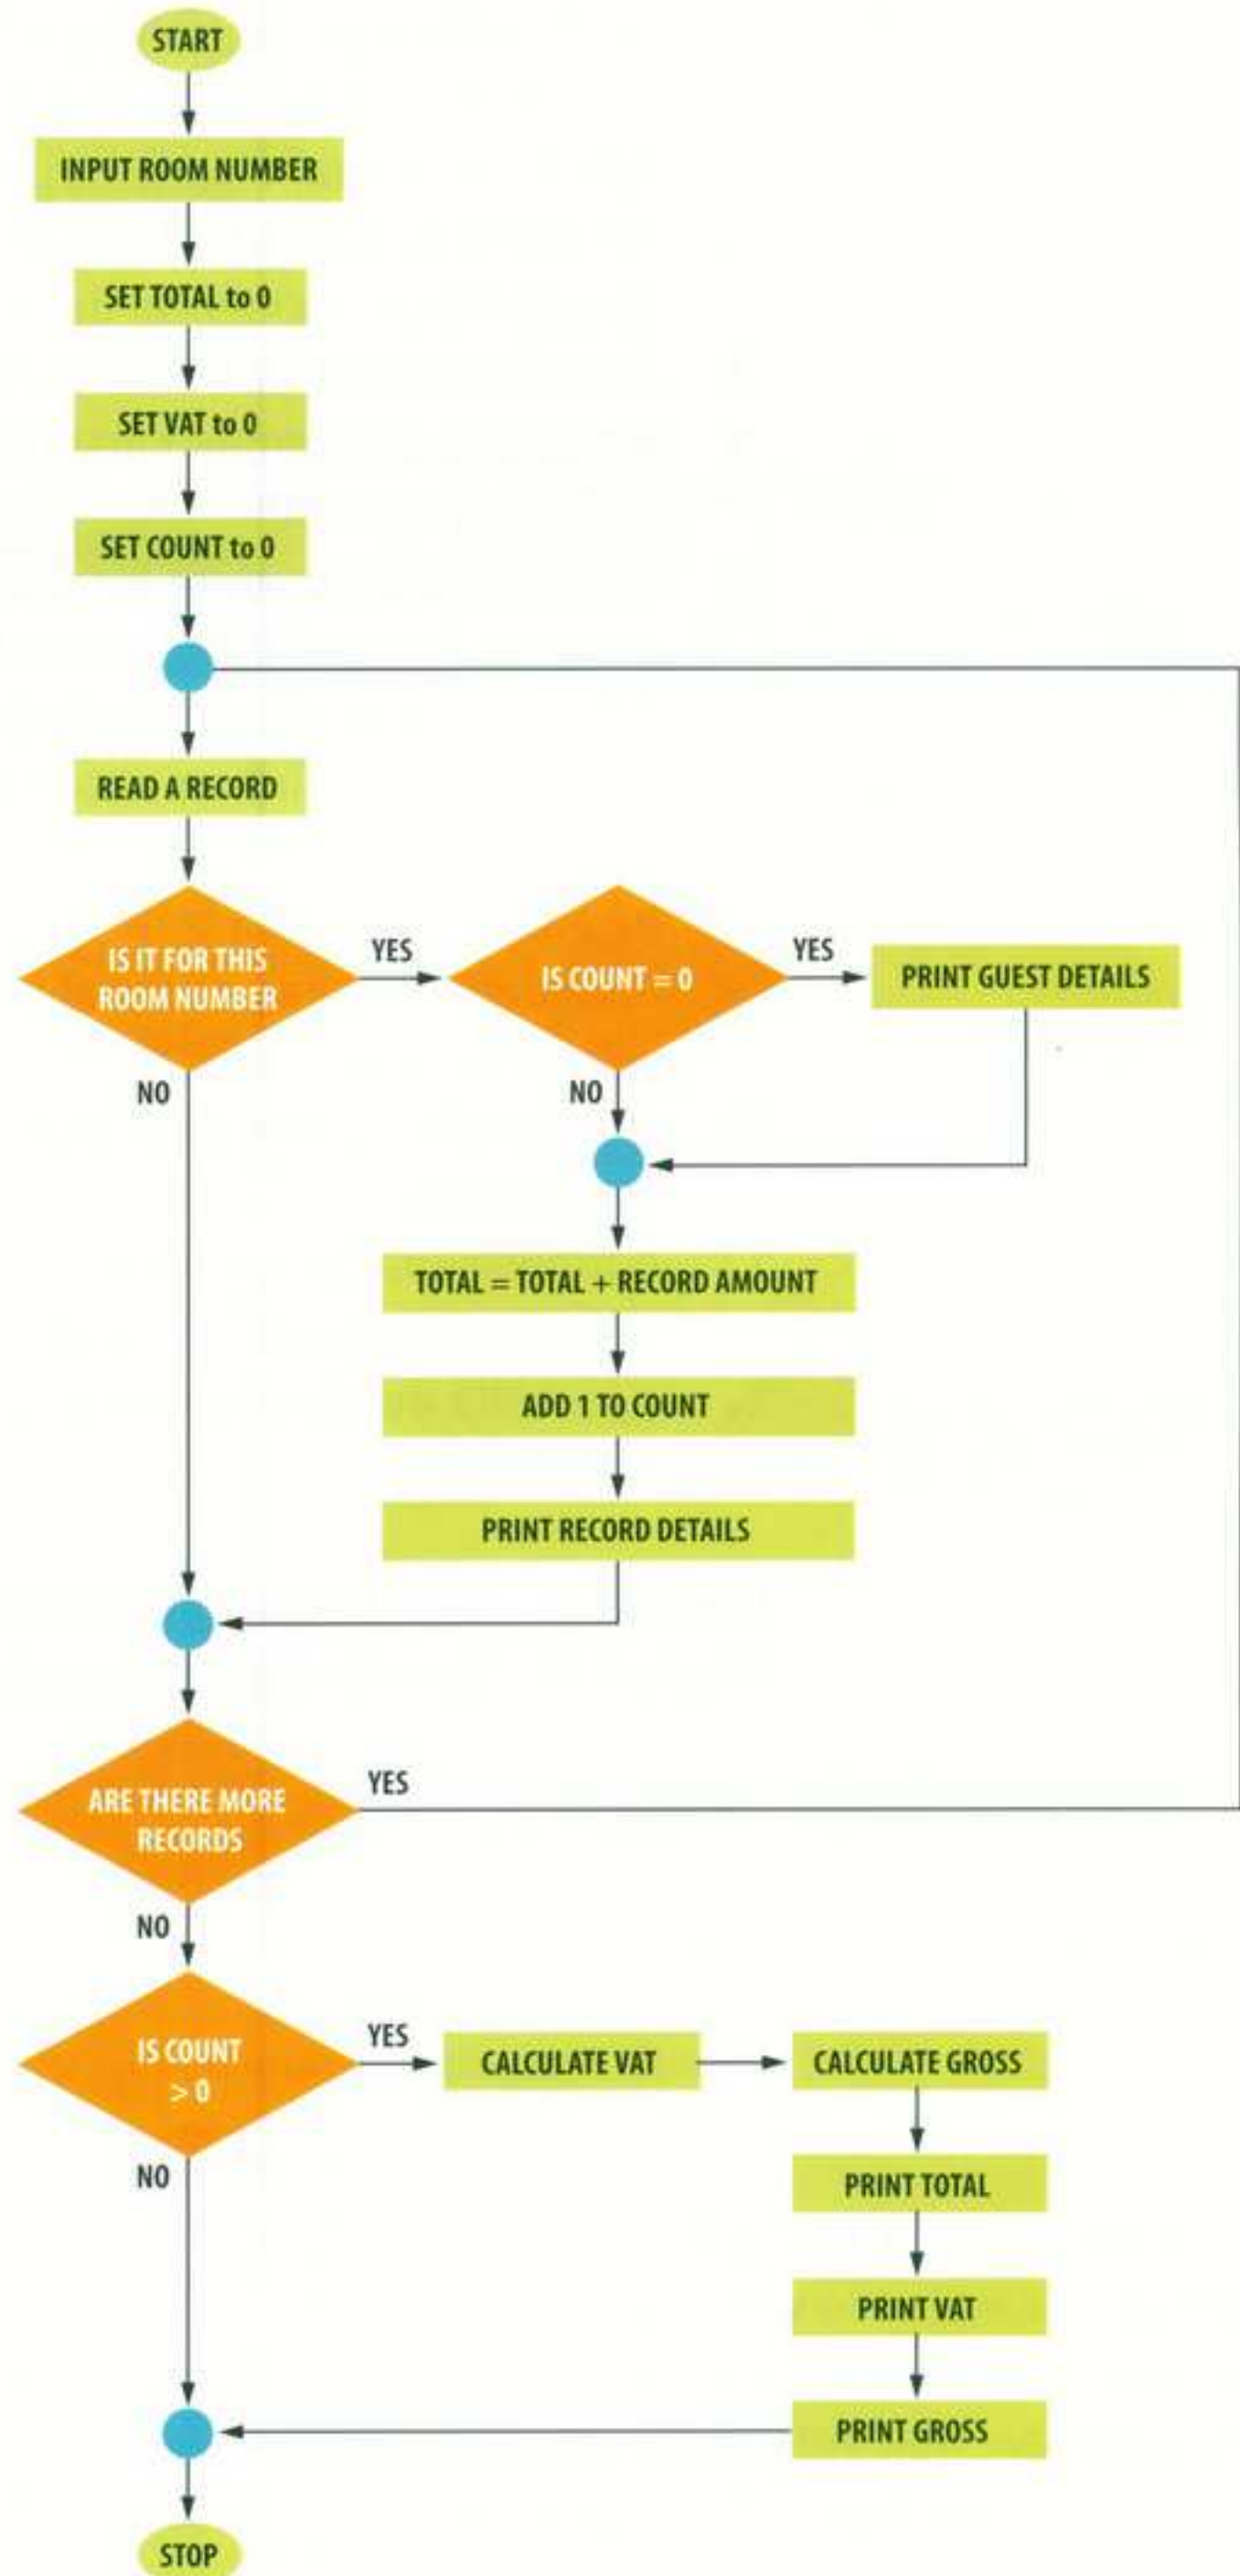 START
INPUT ROOM NUMBER
SET TOTAL to 0
SET VAT to 0
SET COUNT to 0
READ A RECORD
IS IT FOR THIS
ROOM NUMBER
YES
NO
IS COUNT = 0
YES
NO
PRINT GUEST DETAILS
TOTAL = TOTAL + RECORD AMOUNT
ADD 1 TO COUNT
PRINT RECORD DETAILS
ARE THERE MORE
RECORDS
YES
NO
IS COUNT
> 0
YES
NO
CALCULATE VAT
CALCULATE GROSS
PRINT TOTAL
PRINT VAT
PRINT GROSS
STOP